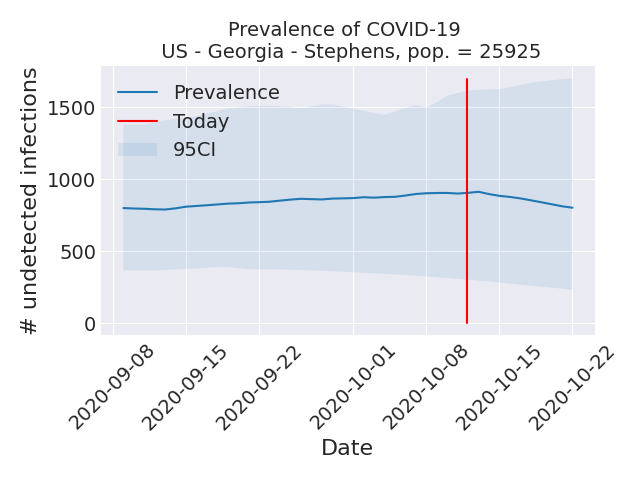 Prevalence of COVID-19
US - Georgia - Stephens, pop. = 25925
# undetected infections
1500
1000
500
0
Prevalence
Today
95CI
2020-09-08
2020-09-15
2020-09-22
2020-10-01
2020-10-08
2020-10-15
2020-10-22
Date